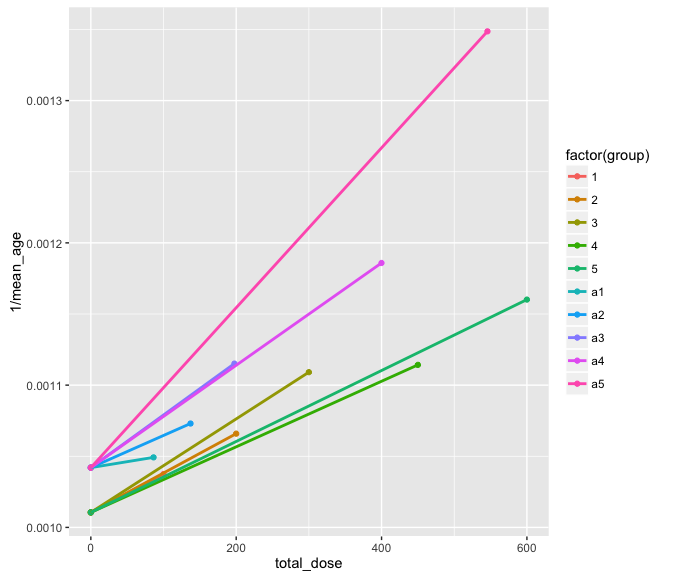 0.0013
0.0012
0.0011
0.0010
1/mean_age
0 200 400 600
total_dose
factor(group)
1
2
3
4
5
a1
a2
a3
a4
a5